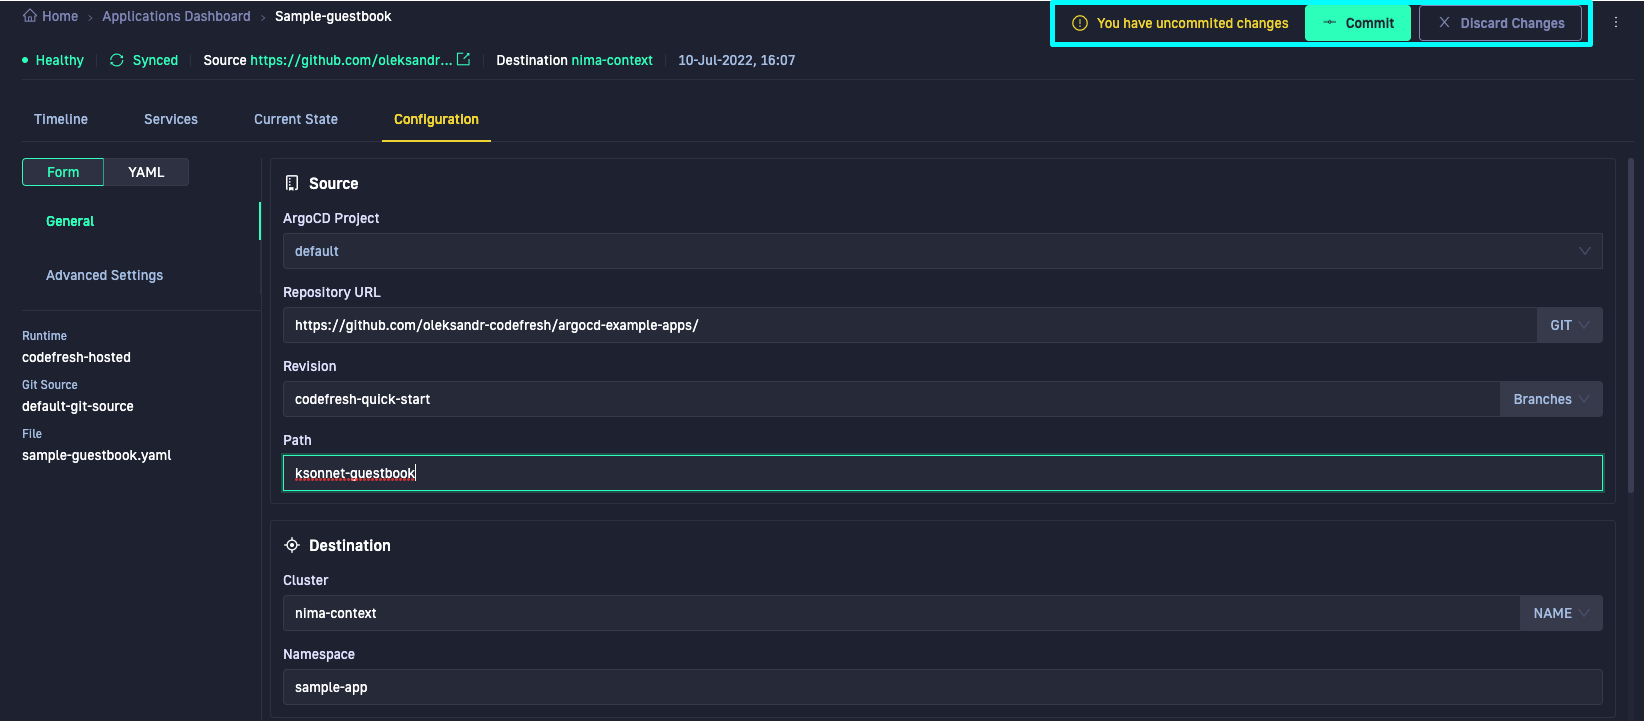 Home › Applications Dashboard › Sample-guestbook
You have uncommited changes
Commit
Discard Changes
Healthy
Synced
Source https://github.com/oleksandr...
Destination nima-context
10-Jul-2022, 16:07
Timeline
Services
Current State
Configuration
Form
YAML
General
Advanced Settings
Runtime
codefresh-hosted
Git Source
default-git-source
File
sample-guestbook.yaml
Source
ArgoCD Project
default
Repository URL
https://github.com/oleksandr-codefresh/argocd-example-apps/
GIT
Revision
codefresh-quick-start
Branches
Path
ksonnet-guestbook
Destination
Cluster
nima-context
NAME
Namespace
sample-app